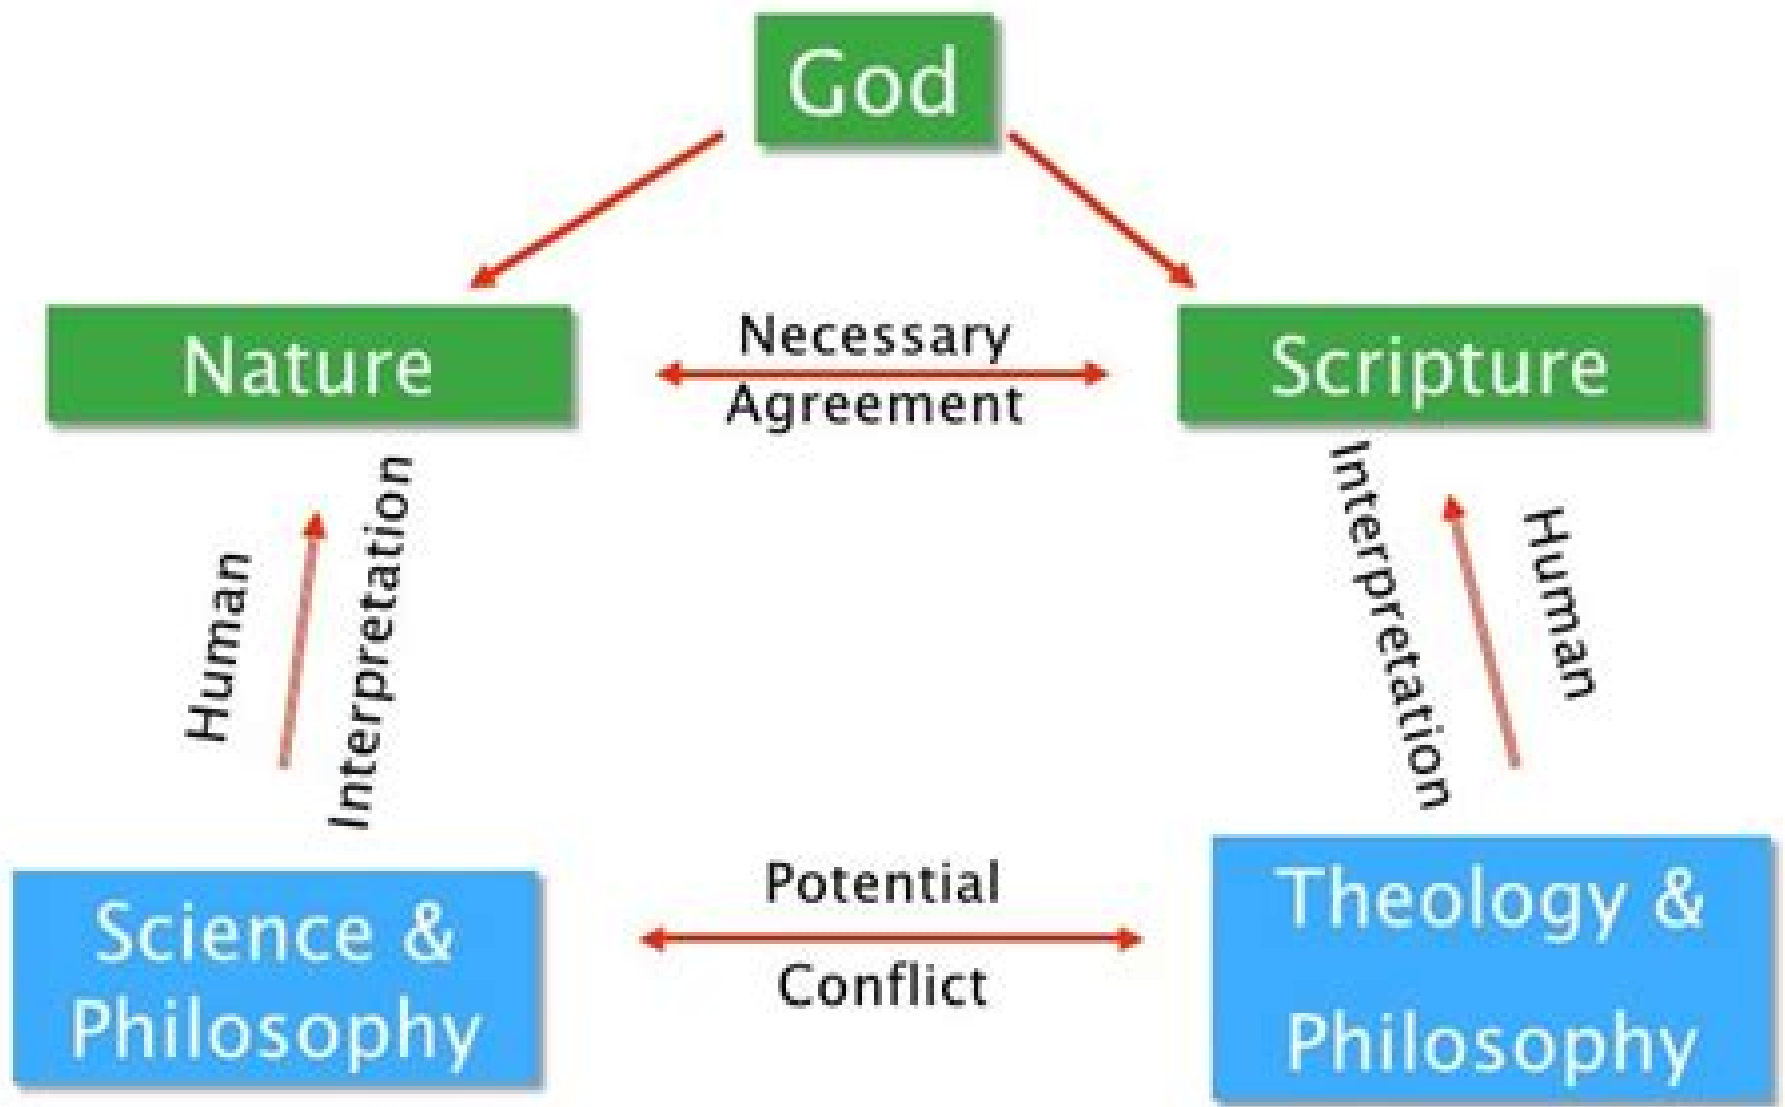 God
Nature
Necessary
Agreement
Scripture
Human
Interpretation
Interpretation
Human
Science &
Philosophy
Potential
Conflict
Theology &
Philosophy